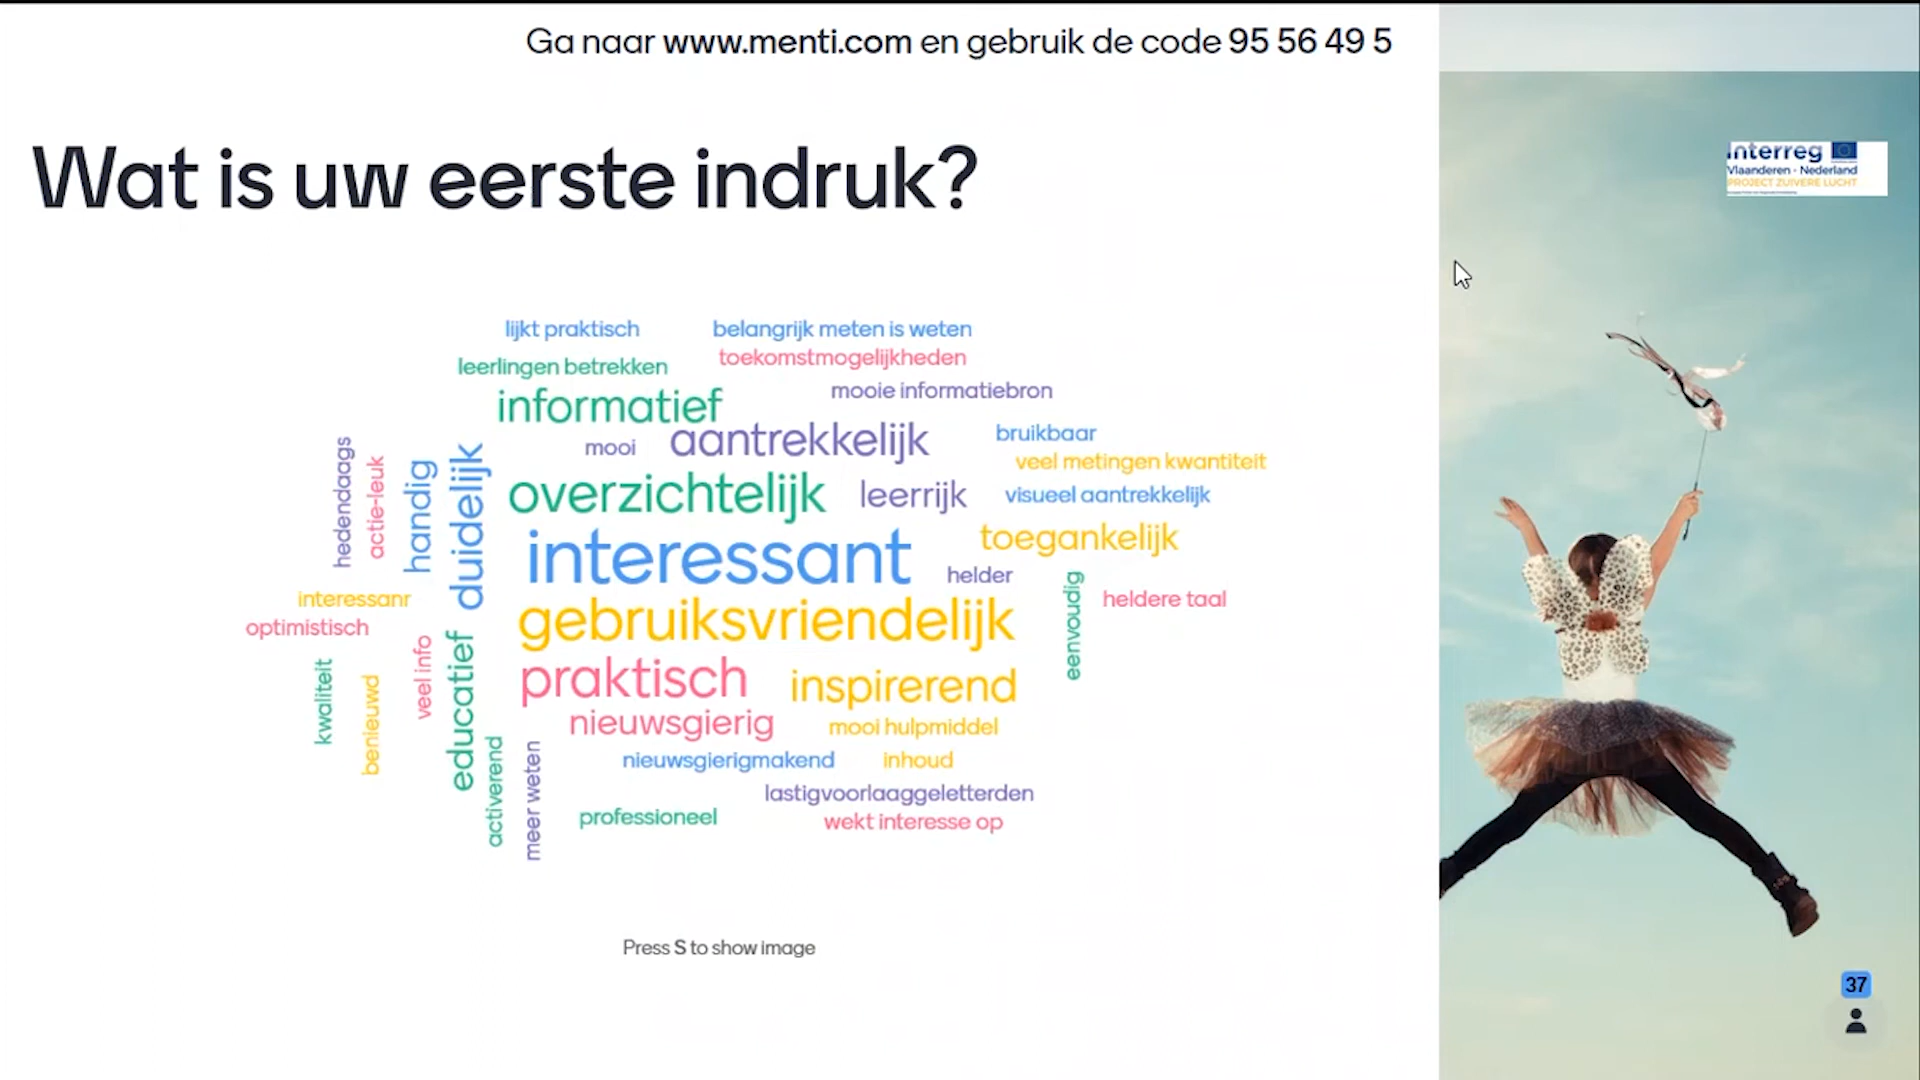 Ga naar www.menti.com en gebruik de code 95 56 49 5
Wat is uw eerste indruk?
interreg
Vlaanderen - Nederland
PROJECT ZUIVERE LUCHT
lijkt praktisch
belangrijk meten is weten
leerlingen betrekken
toekomstmogelijkheden
informatief
mooie informatiebron
mooi
aantrekkelijk
bruikbaar
veel metingen kwantiteit
hedendaags
actie-leuk
handig
duidelijk
overzichtelijk
leerrijk
visueel aantrekkelijk
interessant
toegankelijk
helder
interessanr
gebruiksvriendelijk
eenvoudig
heldere taal
optimistisch
kwaliteit
benieuwd
veel info
educatief
praktisch
inspirerend
nieuwsgierig
mooi hulpmiddel
activerend
meer weten
nieuwsgierigmakend
inhoud
lastigvoorlaaggeletterden
professioneel
wekt interesse op
Press S to show image
37